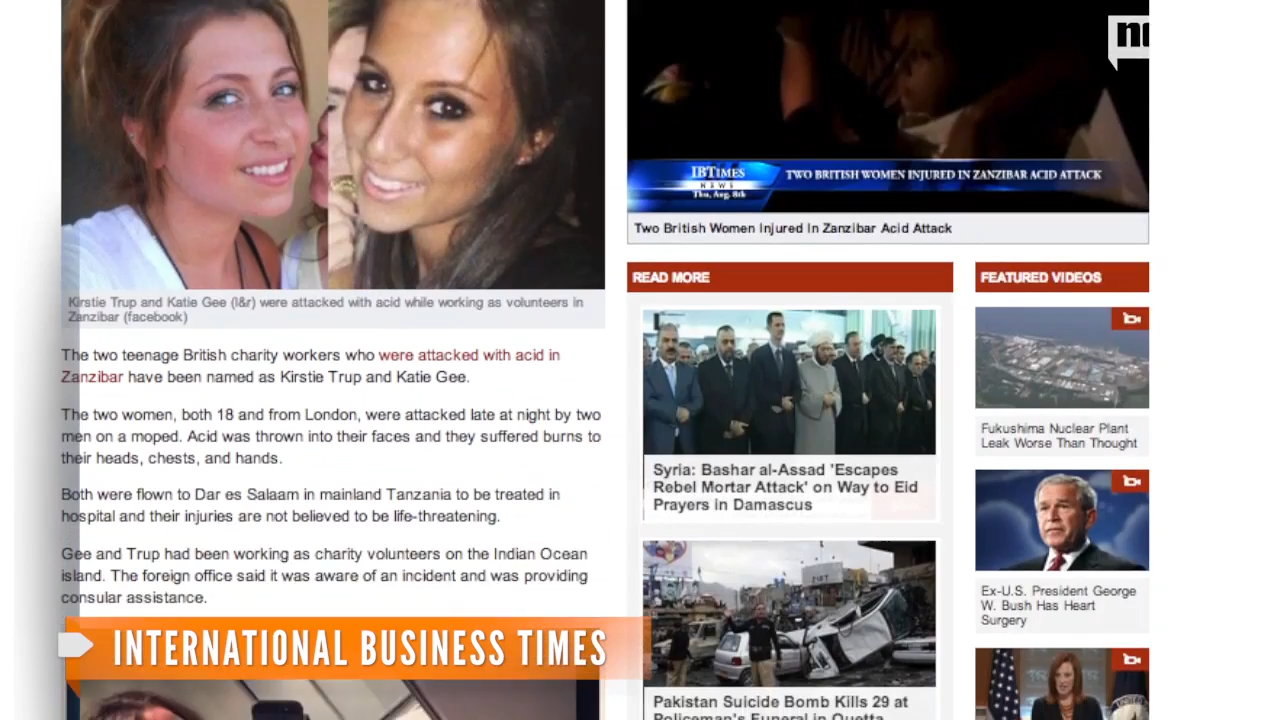 Kirstie Trup and Katie Gee (l&r) were attacked with acid while working as volunteers in
Zanzibar (facebook)
The two teenage British charity workers who were attacked with acid in
Zanzibar have been named as Kirstie Trup and Katie Gee.
The two women, both 18 and from London, were attacked late at night by two
men on a moped. Acid was thrown into their faces and they suffered burns to
their heads, chests, and hands.
Both were flown to Dar es Salaam in mainland Tanzania to be treated in
hospital and their injuries are not believed to be life-threatening.
Gee and Trup had been working as charity volunteers on the Indian Ocean
island. The foreign office said it was aware of an incident and was providing
consular assistance.
INTERNATIONAL BUSINESS TIMES
IBTIMES
NEWS
Thu, Aug. 8th
TWO BRITISH WOMEN INJURED IN ZANZIBAR ACID ATTACK
Two British Women Injured In Zanzibar Acid Attack
READ MORE
Syria: Bashar al-Assad 'Escapes
Rebel Mortar Attack' on Way to Eid
Prayers in Damascus
Pakistan Suicide Bomb Kills 29 at
Policeman's Funeral in Quetta
FEATURED VIDEOS
Fukushima Nuclear Plant
Leak Worse Than Thought
Ex-U.S. President George
W. Bush Has Heart
Surgery